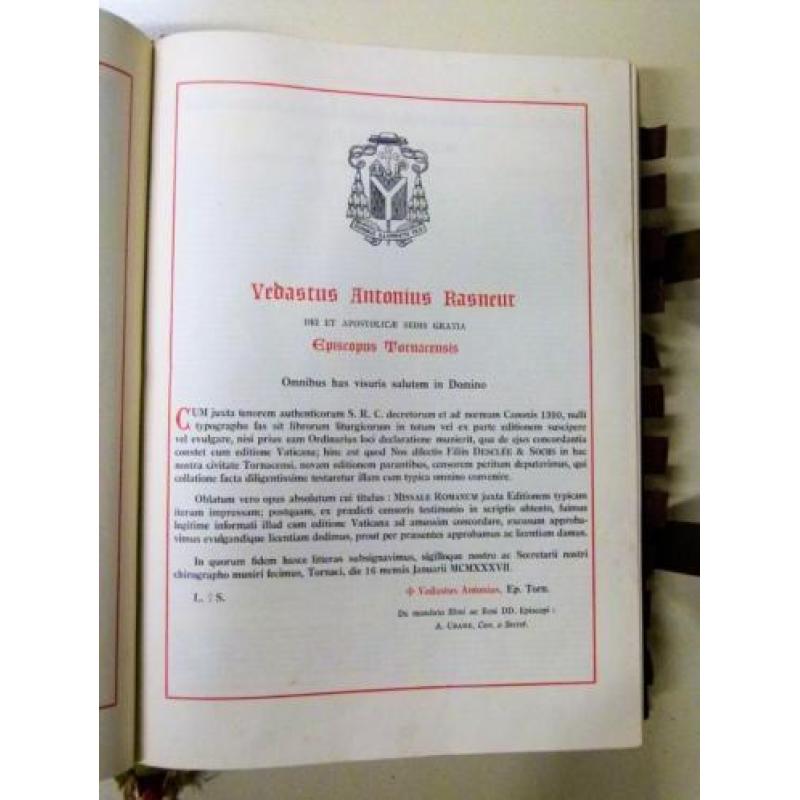 Vedastus Antonius Rasneur
DEI ET APOSTOLICÆ SEDIS GRATIA
Episcopus Tornacensis
Omnibus has visuris salutem in Domino
CUM juxta tenorem authenticorum S. R. C. decretorum et ad normam Canonis 1390, nulli
typographo fas sit librorum liturgicorum in totum vel ex parte editionem suscipere
vel evulgare, nisi prius eam Ordinarius loci declaratione munierit, qua de ejus concordantia
constet cum editione Vaticana; hinc est quod Nos dilectis Filiis DESCLÉE & SOCIIS in hac
nostra civitate Tornacensi, novam editionem parantibus, censorem peritum deputavimus, qui
collatione facta diligentissime testaretur illam cum typica omnino convenire.
Oblatum vero opus absolutum cui titulus : MISSALE ROMANUM juxta Editionem typicam
iterum impressam; postquam, ex prædicti censoris testimonio in scriptis obtento, fuimus
legitime informati illud cum editione Vaticana ad amussim concordare, excusum approba-
vimus evulgandique licentiam dedimus, prout per præsentes approbamus ac licentiam damus.
In quorum fidem hasce litteras subsignavimus, sigilloque nostro ac Secretarii nostri
chirographo muniri fecimus, Tornaci, die 16 mensis Januarii MCMXXXVII.
✠ Vedastus Antonius, Ep. Torn.
L. † S.
De mandato Illmi ac Rmi DD. Episcopi :
A. Can. a Secret.